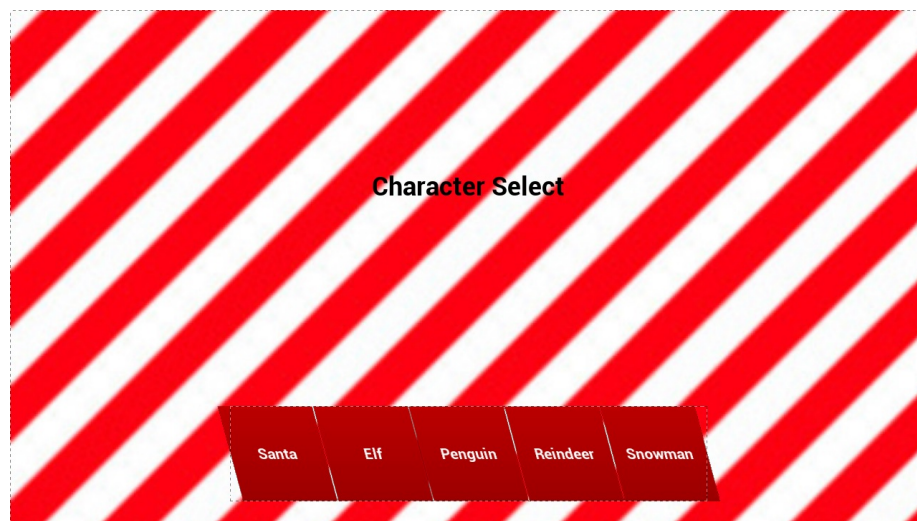 Character Select
Santa
Elf
Penguin
Reindeer
Snowman